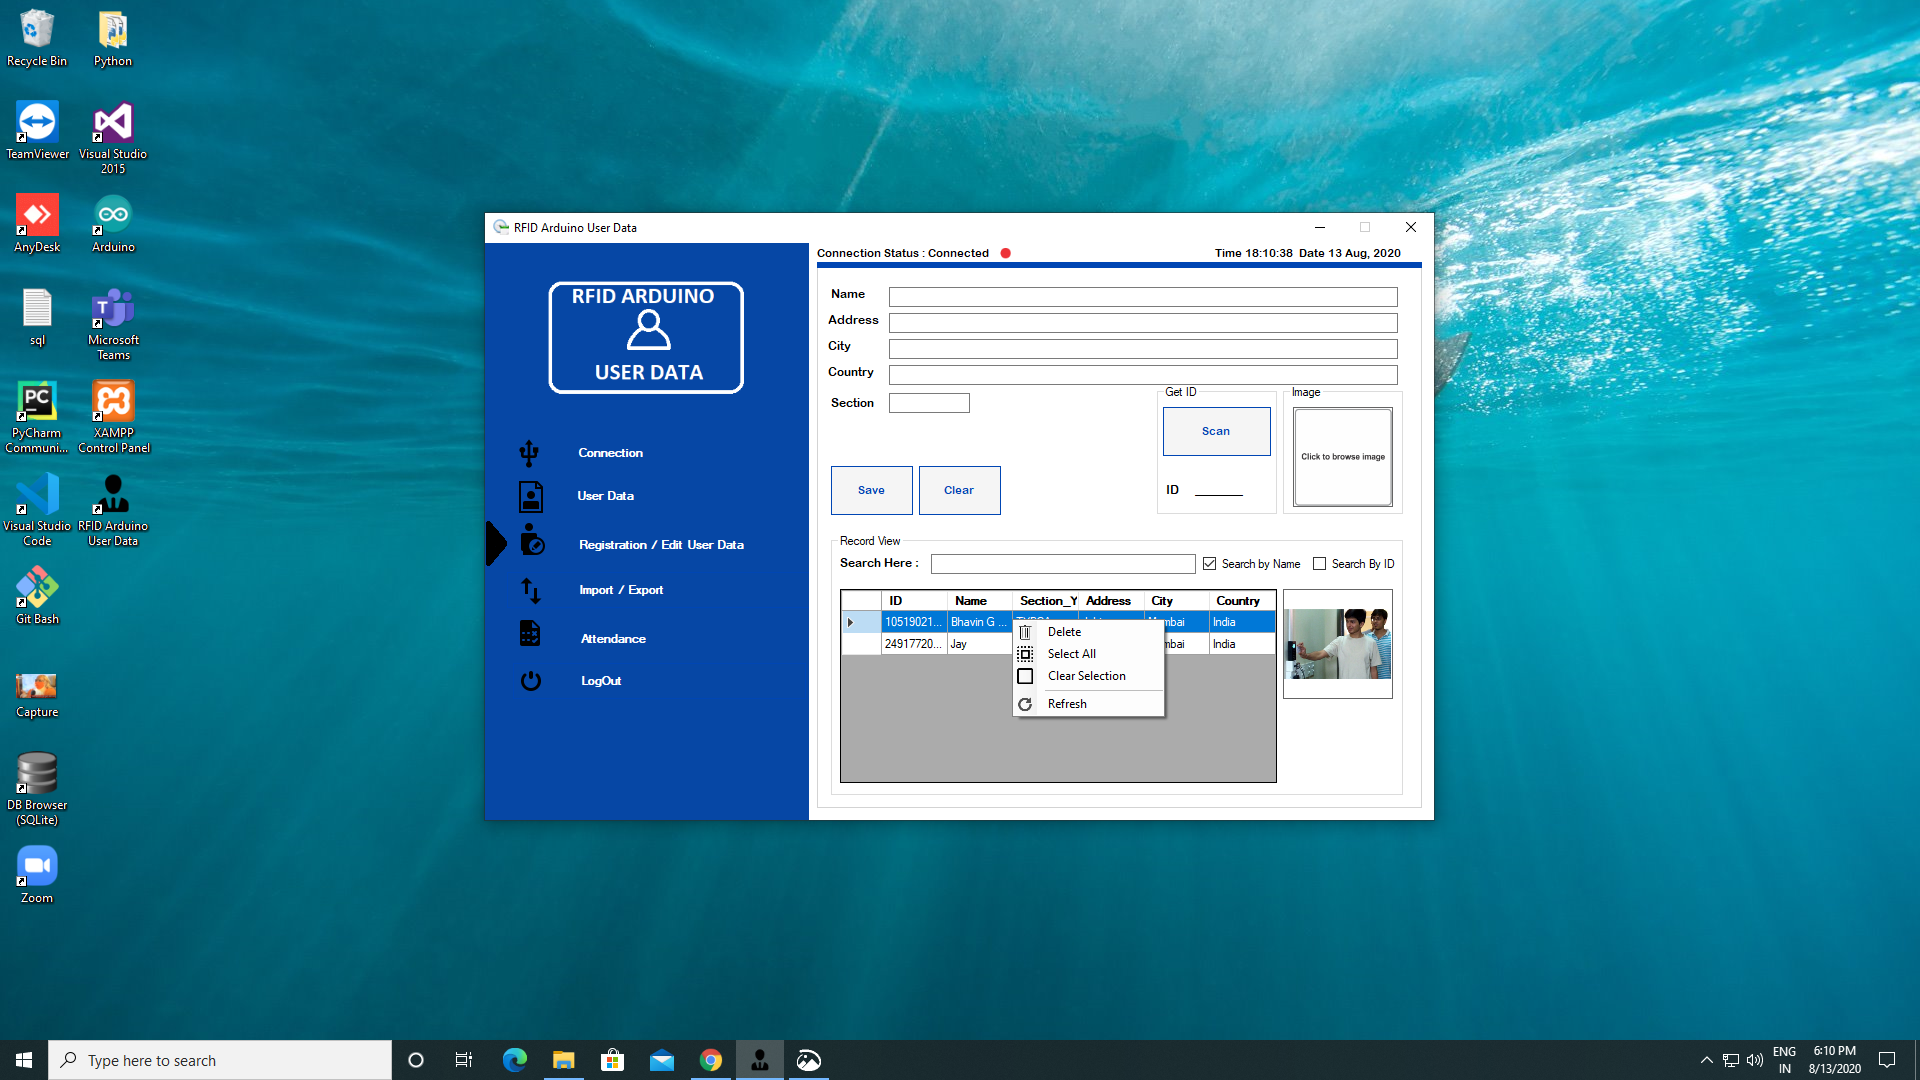 Recycle Bin
Python
TeamViewer
Visual Studio
2015
AnyDesk
Arduino
sql
Microsoft
Teams
PyCharm
Communi...
XAMPP
Control Panel
Visual Studio
Code
RFID Arduino
User Data
Git Bash
Capture
DB Browser
(SQLite)
Zoom
RFID Arduino User Data
RFID ARDUINO
USER DATA
Connection
User Data
Registration / Edit User Data
Import / Export
Attendance
LogOut
Connection Status : Connected
Time 18:10:38 Date 13 Aug, 2020
Name
Address
City
Country
Section
Get ID
Scan
ID
Image
Click to browse image
Save
Clear
Record View
Search Here :
Search by Name
Search By ID
ID Name Section_Y Address City Country
10519021... Bhavin G ... India
24917720... Jay India
Delete
Select All
Clear Selection
Refresh
Type here to search
ENG
IN
6:10 PM
8/13/2020